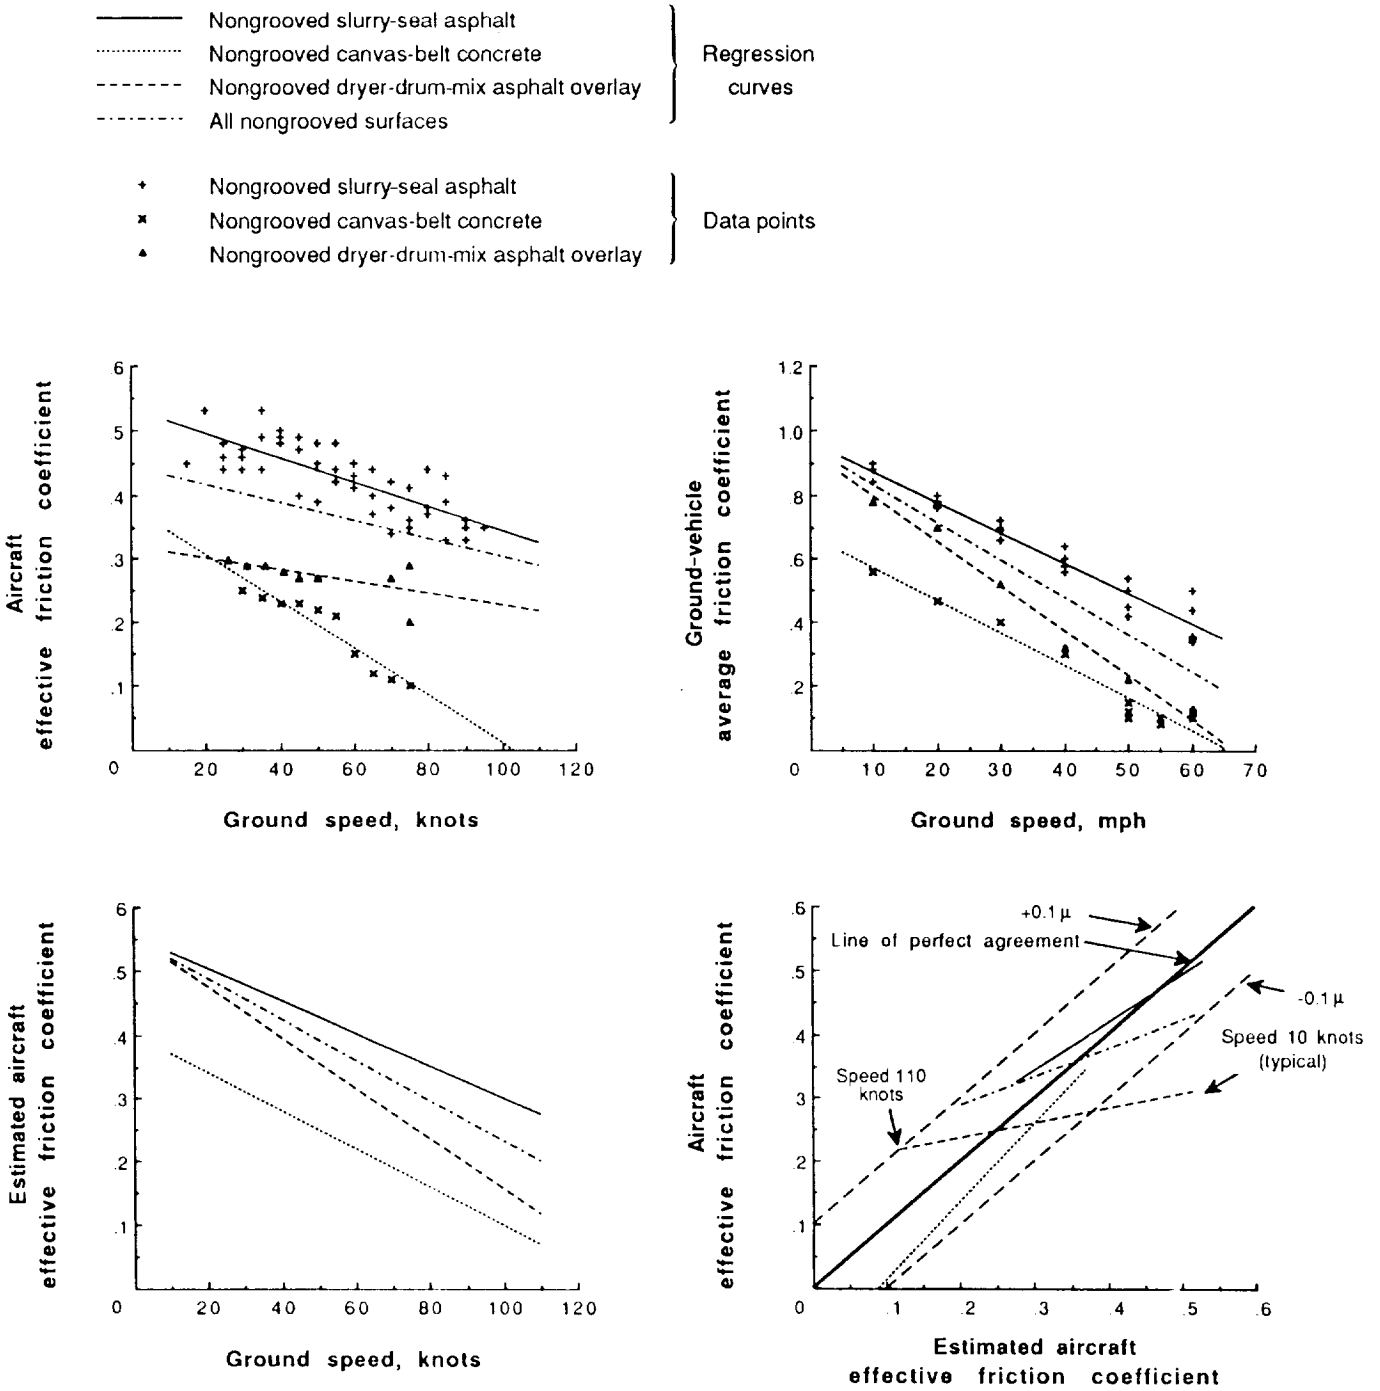 Nongrooved slurry-seal asphalt
Nongrooved canvas-belt concrete
Nongrooved dryer-drum-mix asphalt overlay
All nongrooved surfaces
Regression
curves
Nongrooved slurry-seal asphalt
Nongrooved canvas-belt concrete
Nongrooved dryer-drum-mix asphalt overlay
Data points
Aircraft
effective friction coefficient
.6
.5
.4
.3
.2
.1
0 20 40 60 80 100 120
Ground speed, knots
Ground-vehicle
average friction coefficient
1.2
1.0
.8
.6
.4
.2
0 10 20 30 40 50 60 70
Ground speed, mph
Estimated aircraft
effective friction coefficient
.6
.5
.4
.3
.2
.1
0 20 40 60 80 100 120
Ground speed, knots
Aircraft
effective friction coefficient
.6
.5
.4
.3
.2
.1
0 .1 .2 .3 .4 .5 .6
+0.1 μ
Line of perfect agreement
-0.1 μ
Speed 10 knots
(typical)
Speed 110
knots
Estimated aircraft
effective friction coefficient